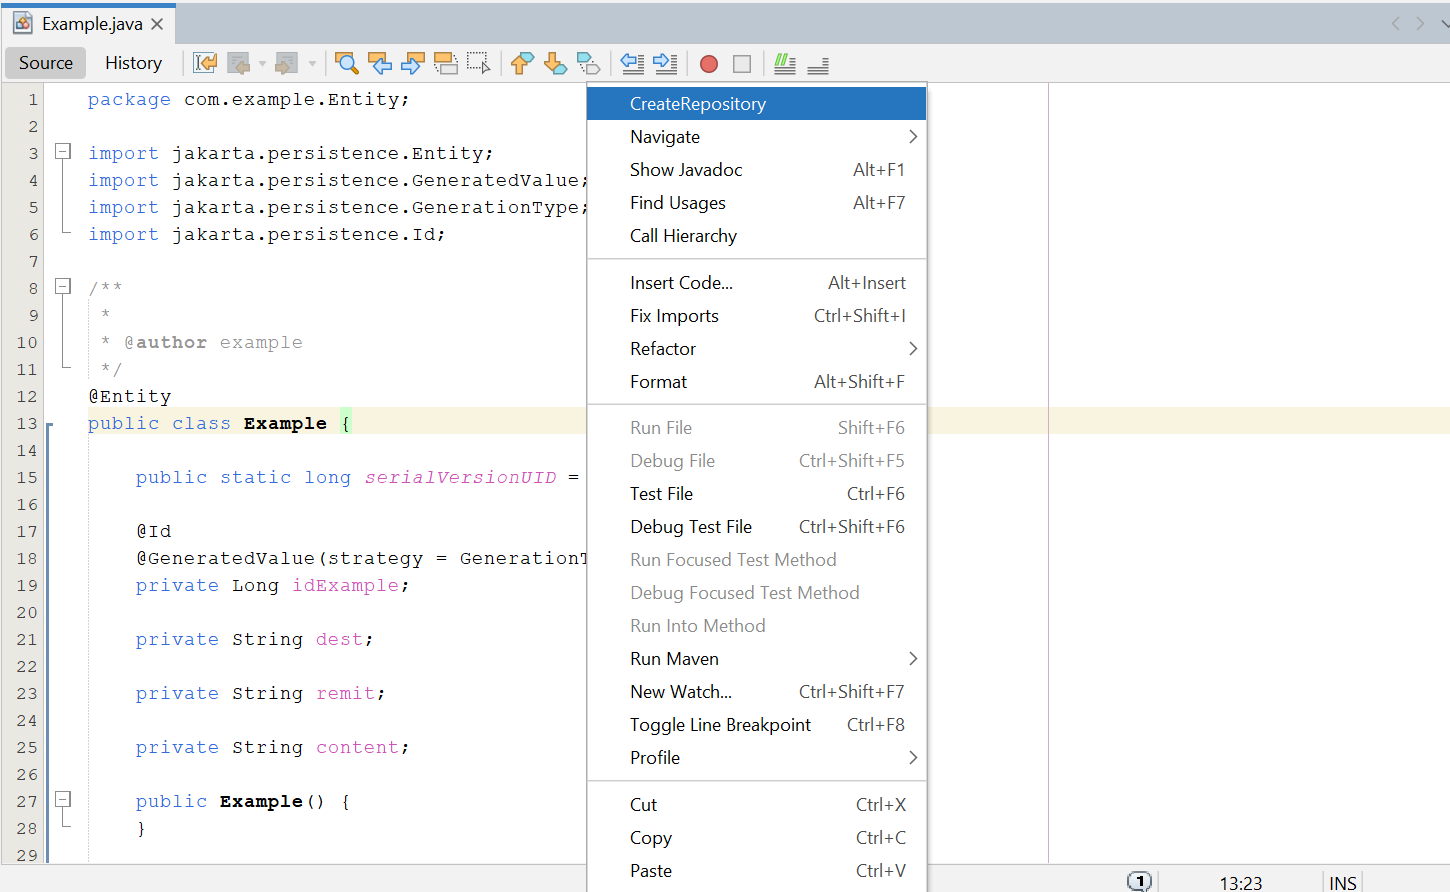 Example.java
Source History
1 package com.example.Entity;
2
3 import jakarta.persistence.Entity;
4 import jakarta.persistence.GeneratedValue;
5 import jakarta.persistence.GenerationType;
6 import jakarta.persistence.Id;
7
8 /**
9 *
10 * @author example
11 */
12 @Entity
13 public class Example {
14
15 public static long serialVersionUID =
16
17 @Id
18 @GeneratedValue(strategy = GenerationT
19 private Long idExample;
20
21 private String dest;
22
23 private String remit;
24
25 private String content;
26
27 public Example() {
28 }
29
CreateRepository
Navigate
Show Javadoc Alt+F1
Find Usages Alt+F7
Call Hierarchy
Insert Code... Alt+Insert
Fix Imports Ctrl+Shift+I
Refactor
Format Alt+Shift+F
Run File Shift+F6
Debug File Ctrl+Shift+F5
Test File Ctrl+F6
Debug Test File Ctrl+Shift+F6
Run Focused Test Method
Debug Focused Test Method
Run Into Method
Run Maven
New Watch... Ctrl+Shift+F7
Toggle Line Breakpoint Ctrl+F8
Profile
Cut Ctrl+X
Copy Ctrl+C
Paste Ctrl+V
1 13:23 INS